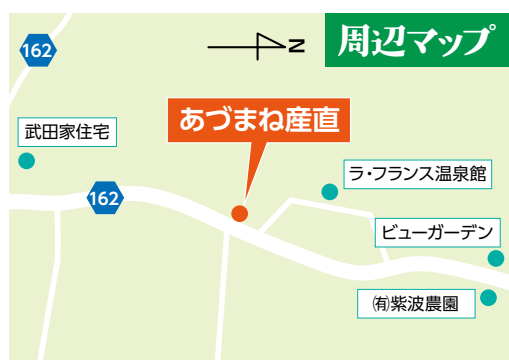 162
N
周辺マップ
あづまね産直
武田家住宅
ラ・フランス温泉館
162
ビューガーデン
㈲紫波農園